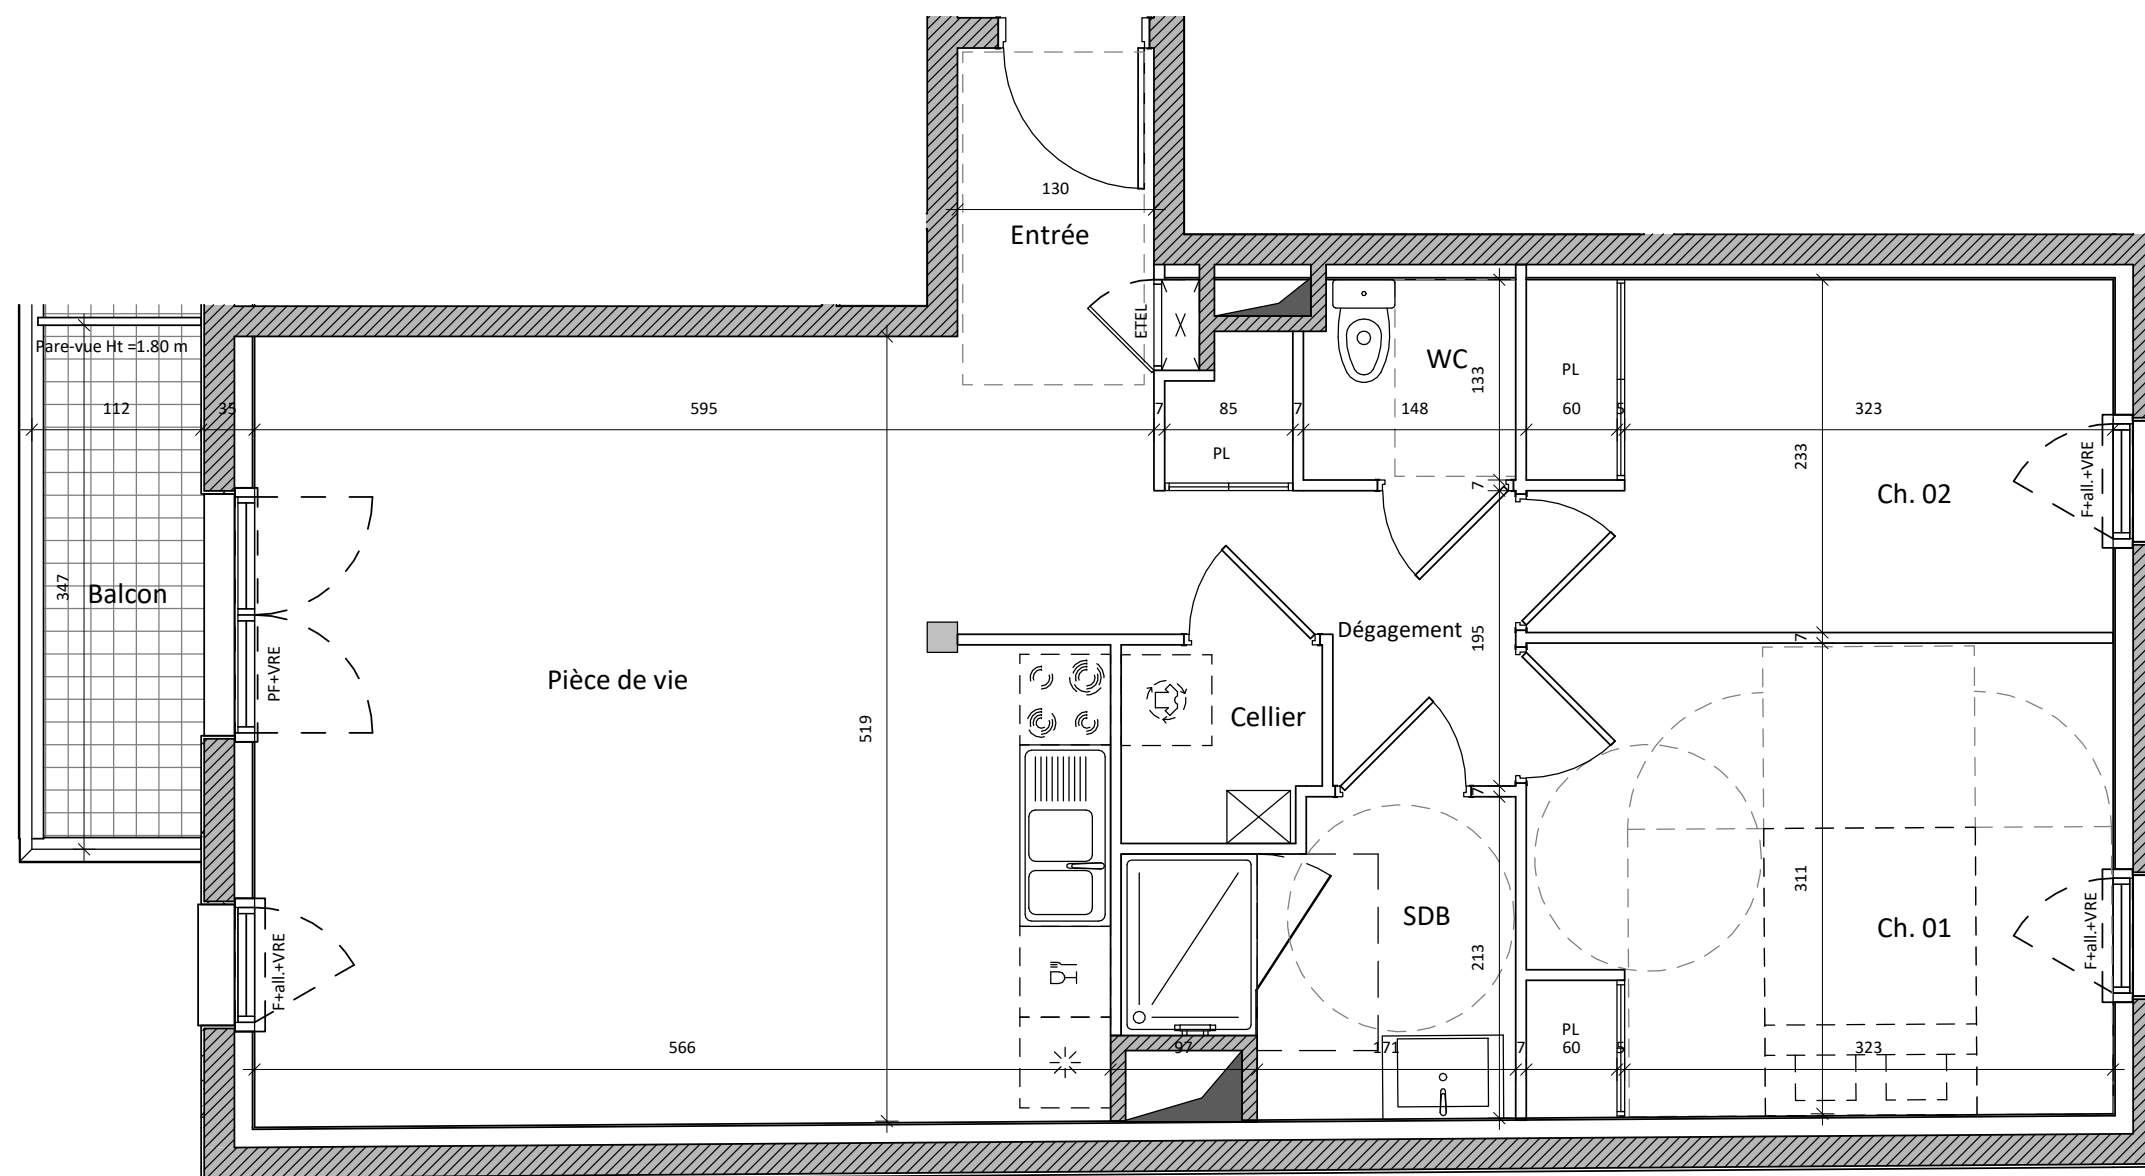 130
Entrée
ETEL
Pare-vue Ht =1.80 m
WC
133
PL
112
35
595
7
85
7
148
60
5
323
PL
233
7
Ch. 02
F+all.+VRE
347
Balcon
PF+VRE
Pièce de vie
Dégagement
195
7
519
Cellier
7
311
SDB
213
Ch. 01
F+all.+VRE
F+all.+VRE
PL
566
97
171
7
60
5
323